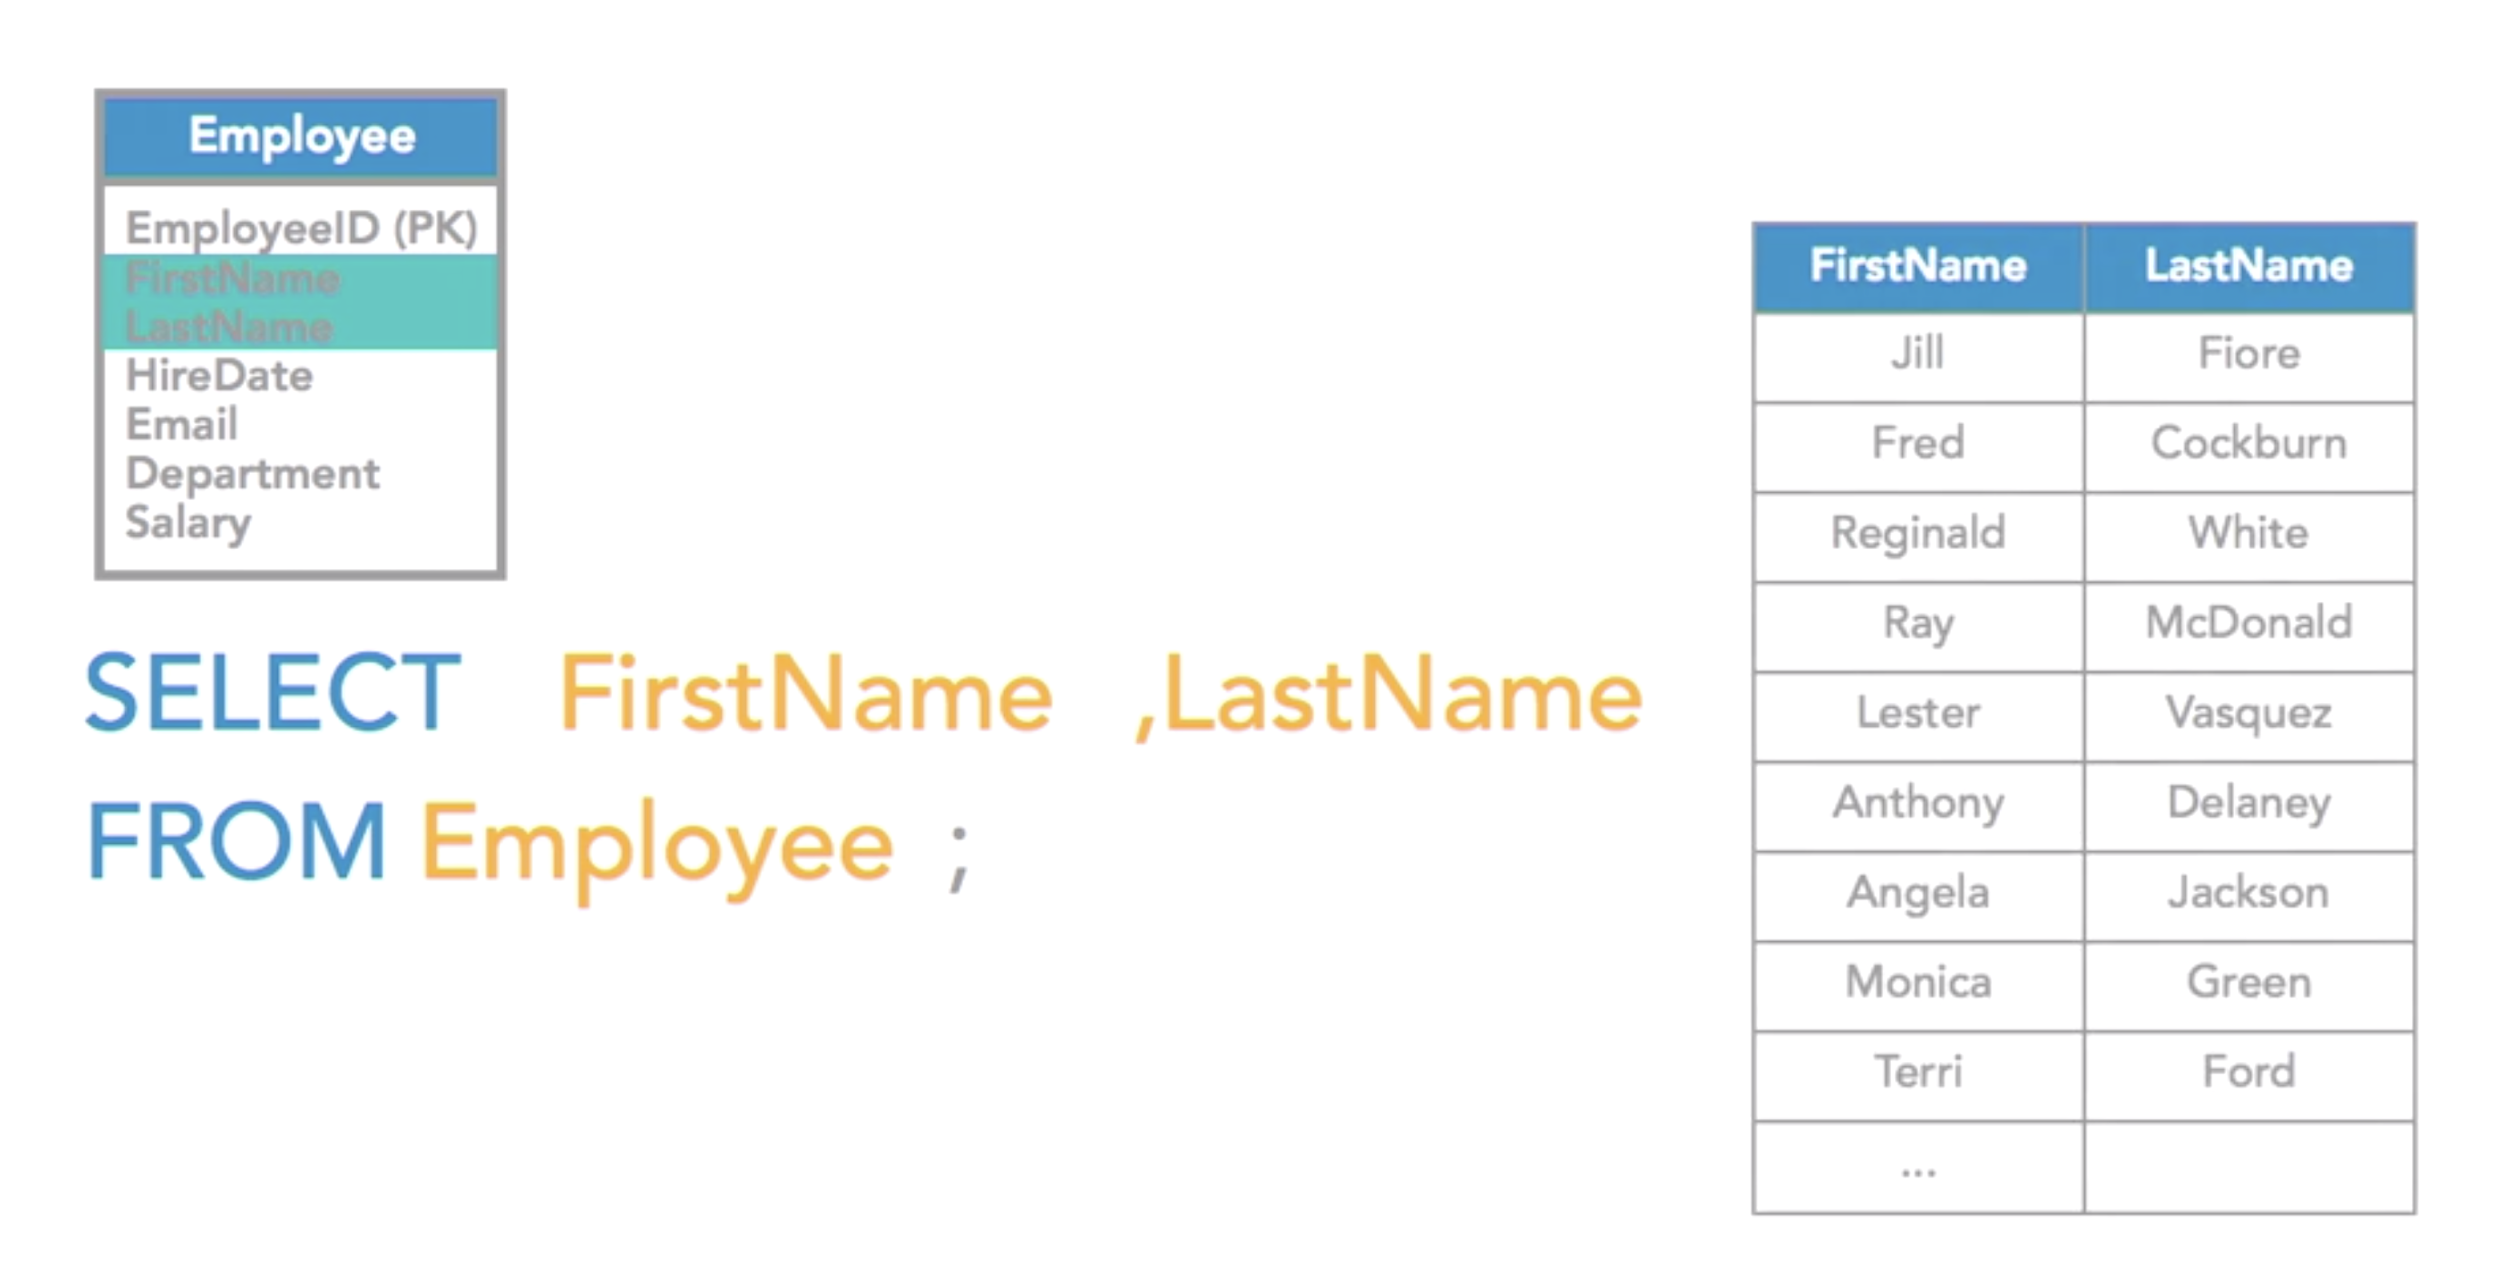 Employee
EmployeeID (PK)
FirstName
LastName
HireDate
Email
Department
Salary
SELECT FirstName ,LastName
FROM Employee ;
FirstName LastName
Jill Fiore
Fred Cockburn
Reginald White
Ray McDonald
Lester Vasquez
Anthony Delaney
Angela Jackson
Monica Green
Terri Ford
...